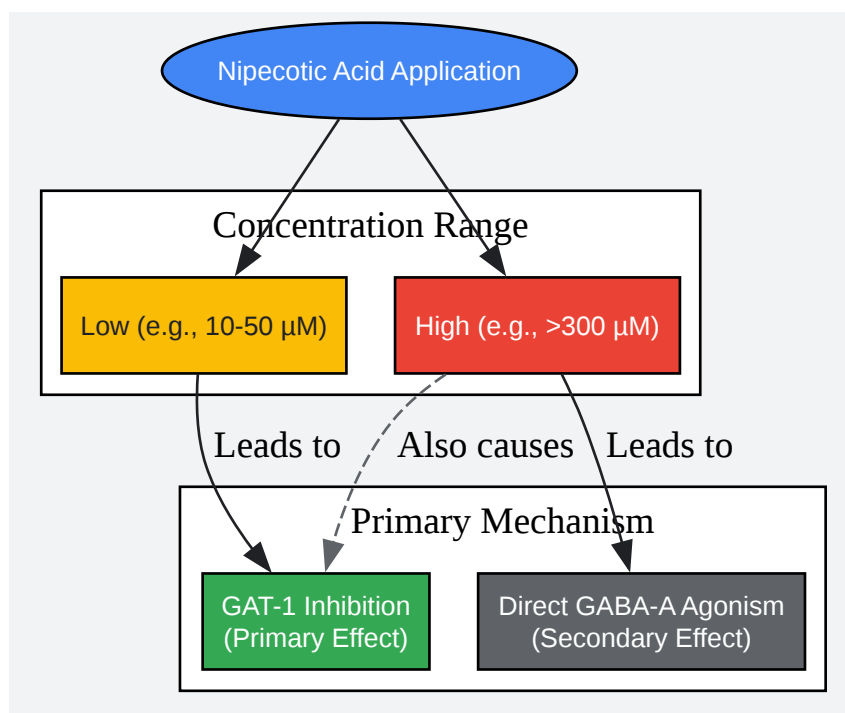 Nipecotic Acid Application
Concentration Range
Low (e.g., 10-50 µM)
High (e.g., >300 µM)
Leads to
Also causes
Leads to
Primary Mechanism
GAT-1 Inhibition
(Primary Effect)
Direct GABA-A Agonism
(Secondary Effect)